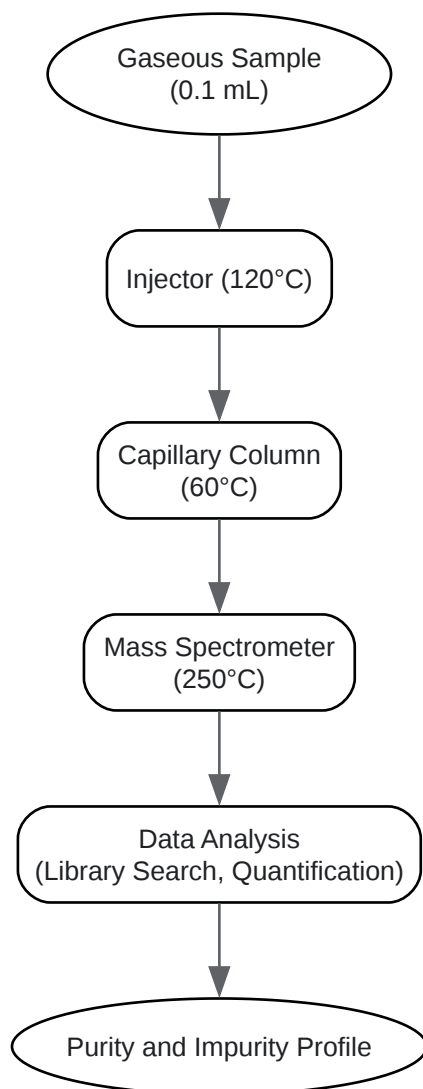 Gaseous Sample
(0.1 mL)
Injector (120°C)
Capillary Column
(60°C)
Mass Spectrometer
(250°C)
Data Analysis
(Library Search, Quantification)
Purity and Impurity Profile